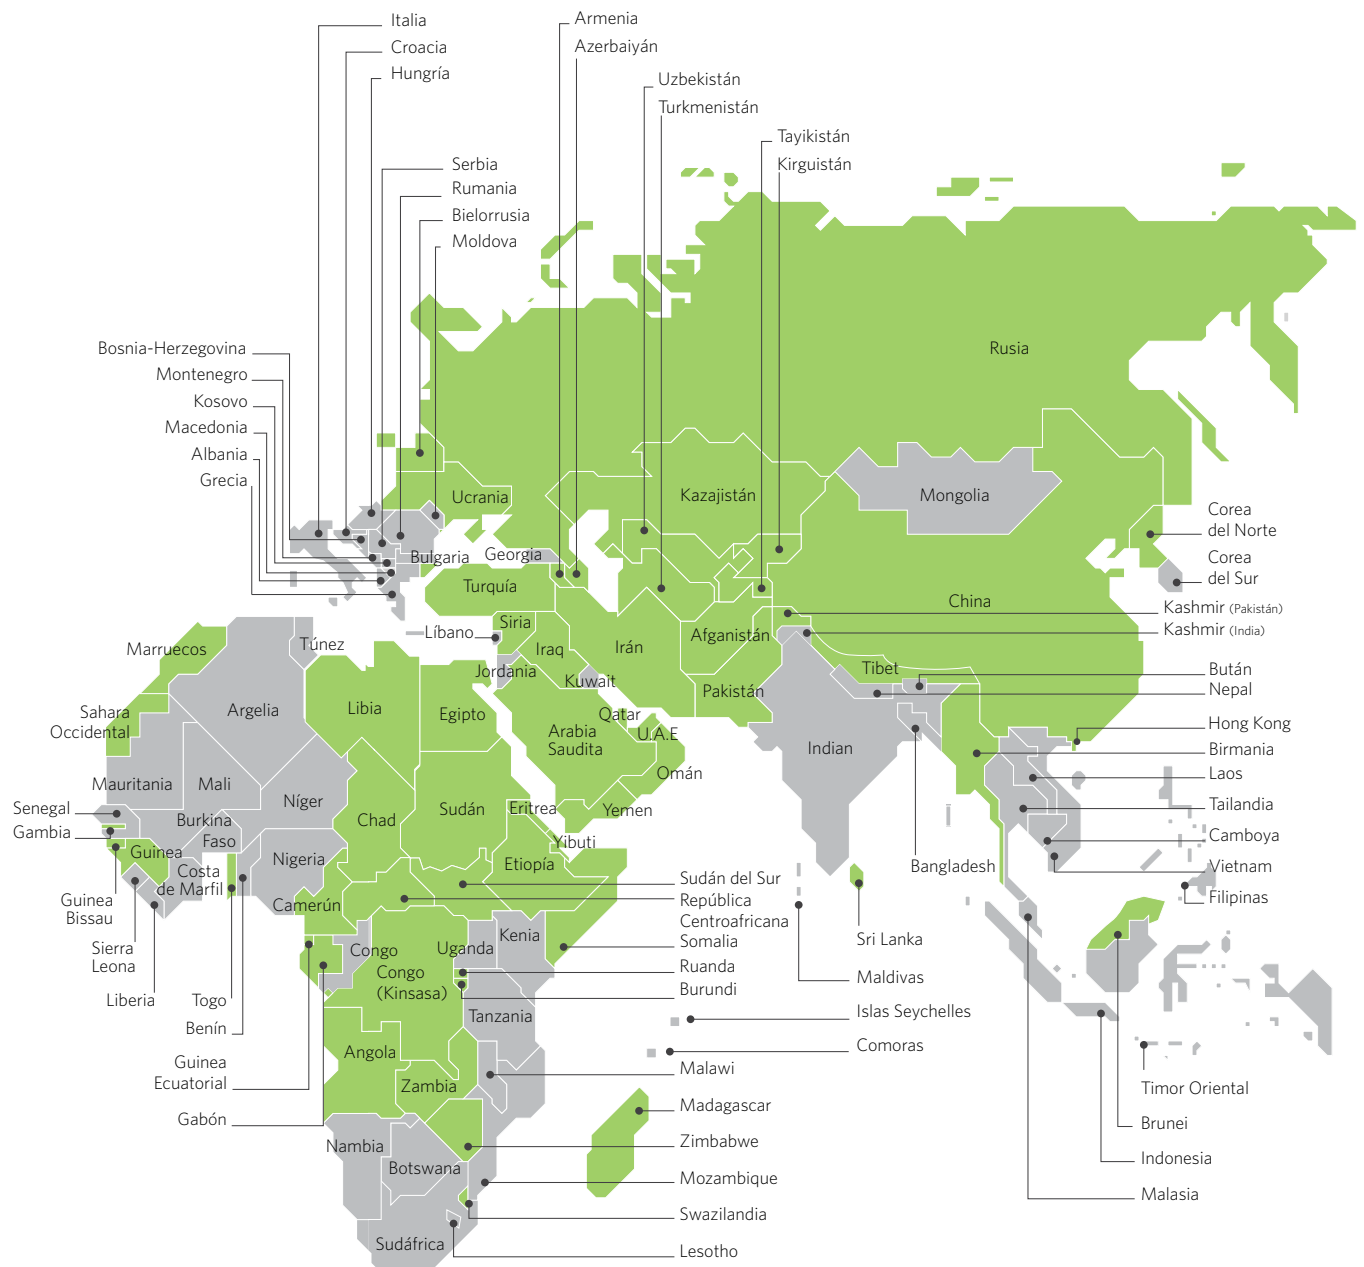 Italia
Croacia
Hungría
Armenia
Azerbaiyán
Uzbekistán
Turkmenistán
Tayikistán
Kirguistán
Serbia
Rumania
Bielorrusia
Moldova
Bosnia-Herzegovina
Montenegro
Kosovo
Macedonia
Albania
Grecia
Rusia
Ucrania
Kazajistán
Mongolia
Bulgaria
Georgia
Turquía
Corea
del Norte
Corea
del Sur
China
Kashmir (Pakistán)
Kashmir (India)
Siria
Líbano
Iraq
Irán
Afganistán
Túnez
Marruecos
Jordania
Kuwait
Pakistán
Tibet
Bután
Nepal
Argelia
Libia
Egipto
Sahara
Occidental
Qatar
U.A.E
Arabia
Saudita
Omán
Yemen
Indian
Hong Kong
Birmania
Laos
Tailandia
Camboya
Vietnam
Filipinas
Bangladesh
Mauritania
Mali
Níger
Chad
Sudán
Eritrea
Yibuti
Etiopía
Senegal
Gambia
Burkina
Faso
Guinea
Nigeria
Costa
de Marfil
Camerún
Guinea
Bissau
Sierra
Leona
Liberia
Togo
Benín
Guinea
Ecuatorial
Gabón
Sudán del Sur
República
Centroafricana
Somalia
Ruanda
Burundi
Congo
Congo
(Kinsasa)
Uganda
Kenia
Tanzania
Sri Lanka
Maldivas
Islas Seychelles
Comoras
Malawi
Madagascar
Zimbabwe
Mozambique
Swazilandia
Lesotho
Angola
Zambia
Nambia
Botswana
Sudáfrica
Timor Oriental
Brunei
Indonesia
Malasia